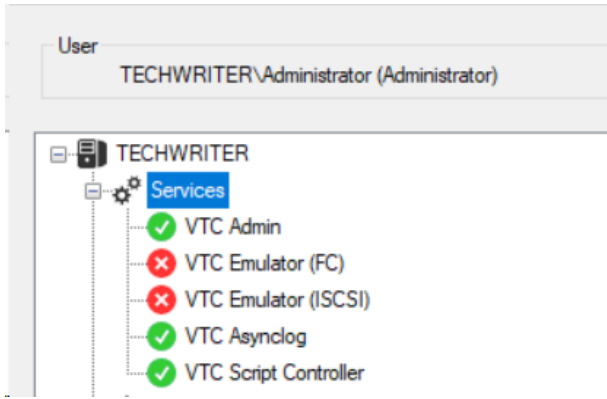 User
TECHWRITER\Administrator (Administrator)
TECHWRITER
Services
VTC Admin
VTC Emulator (FC)
VTC Emulator (ISCSI)
VTC Asynclog
VTC Script Controller